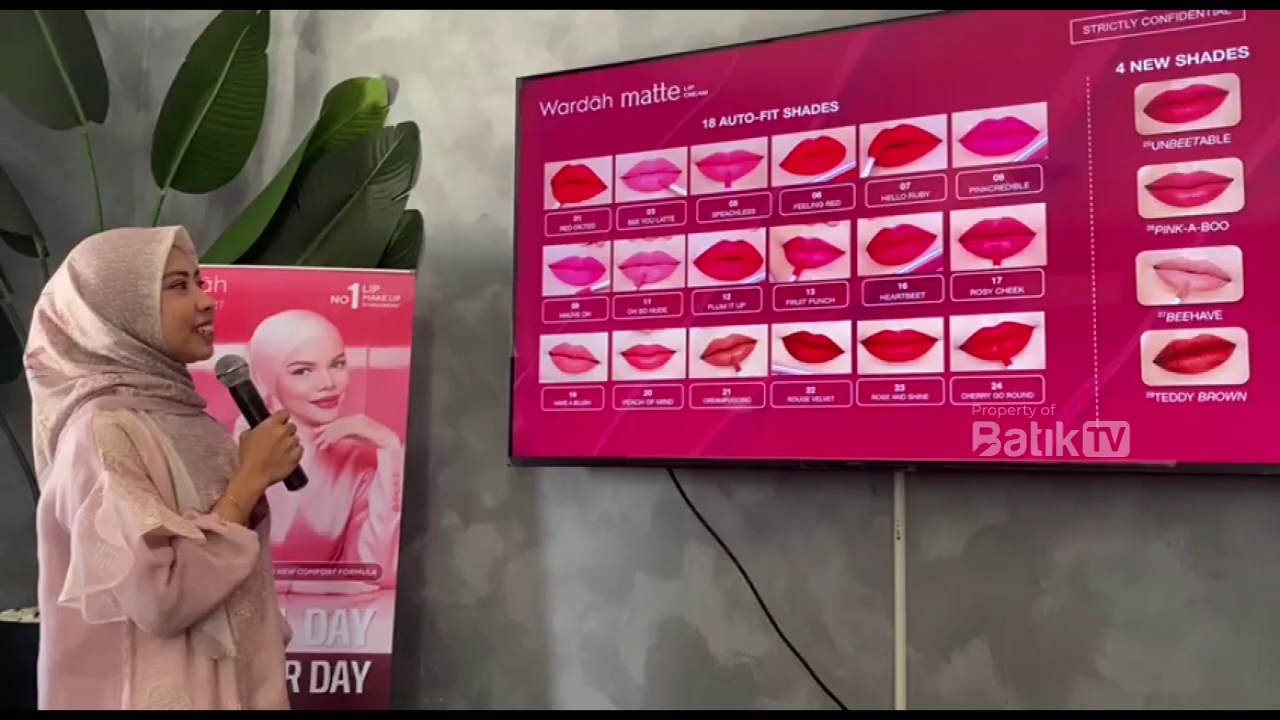 STRICTLY CONFIDENTIAL
Wardah matte LIP CREAM
18 AUTO-FIT SHADES
01 RED-DICTED
03 SEE YOU LATTE
05 SPEACHLESS
06 FEELING RED
07 HELLO RUBY
08 PINKCREDIBLE
09 MAUVE ON
11 OH SO NUDE
12 PLUM IT UP
13 FRUIT PUNCH
16 HEARTBEET
17 ROSY CHEEK
19
20 PEACH OF MIND
21 CREAMPUDDING
22 ROUGE VELVET
23 ROSE AND SHINE
24 CHERRY GO ROUND
4 NEW SHADES
UNBEETABLE
PINK-A-BOO
BEEHAVE
TEDDY BROWN
Property of
BatikTV
NO 1 LIP
MAKE UP
NEW COMFORT FORMULA
DAY
R DAY